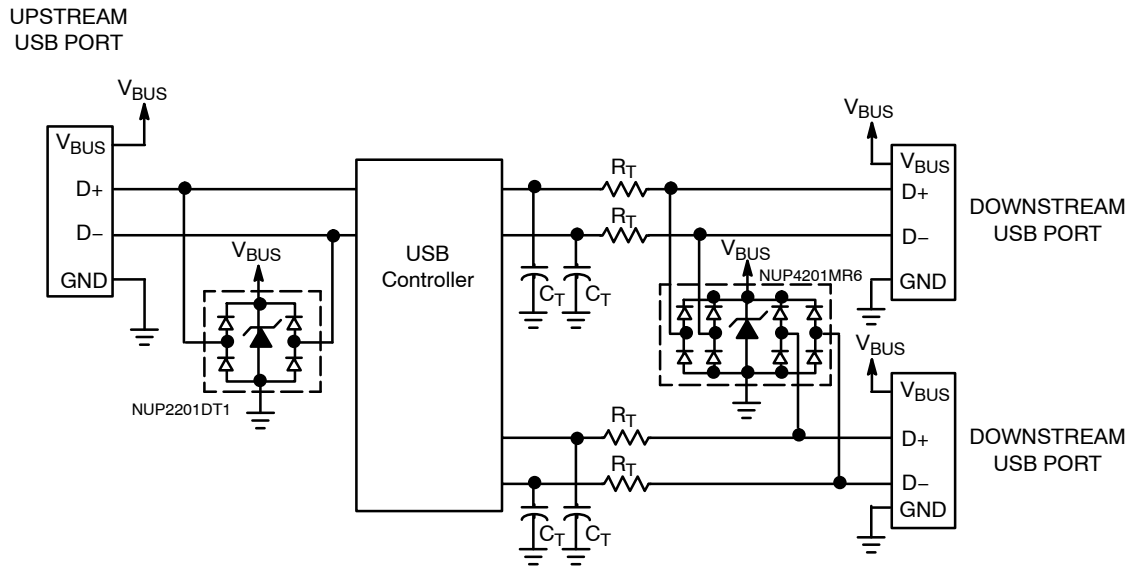 UPSTREAM
USB PORT
VBUS
VBUS
D+
D−
GND
VBUS
NUP2201DT1
USB
Controller
RT
RT
CT
CT
VBUS
NUP4201MR6
VBUS
VBUS
D+
D−
GND
DOWNSTREAM
USB PORT
RT
RT
CT
CT
VBUS
VBUS
D+
D−
GND
DOWNSTREAM
USB PORT